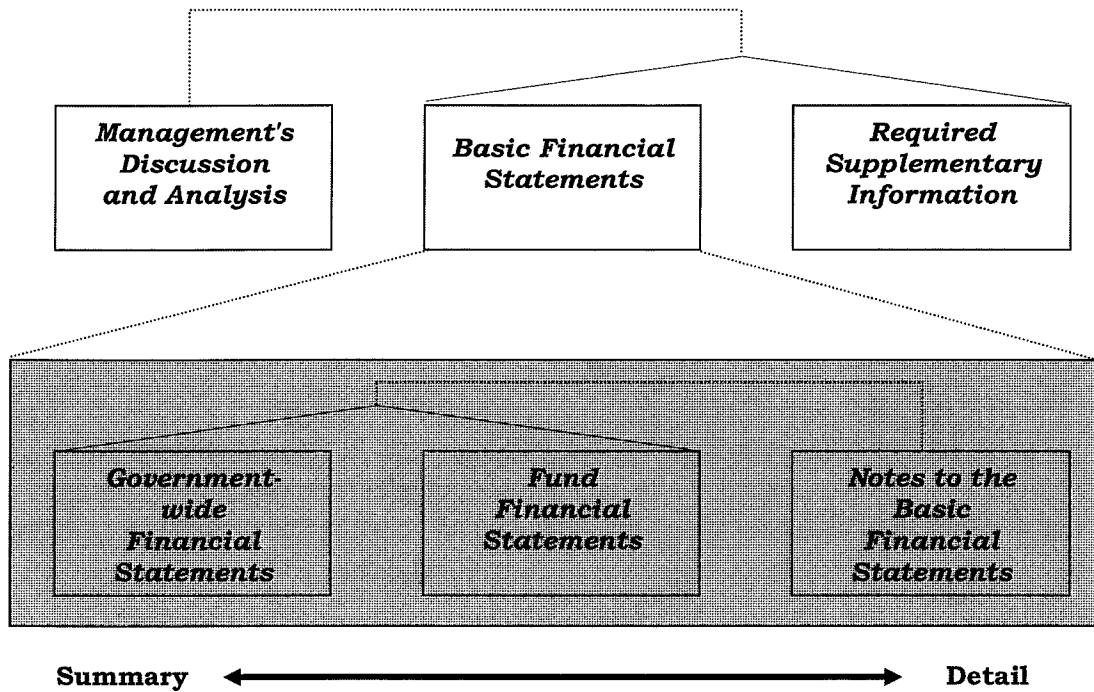 Management's
Discussion
and Analysis
Basic Financial
Statements
Required
Supplementary
Information
Government-
wide
Financial
Statements
Fund
Financial
Statements
Notes to the
Basic
Financial
Statements
Summary
Detail